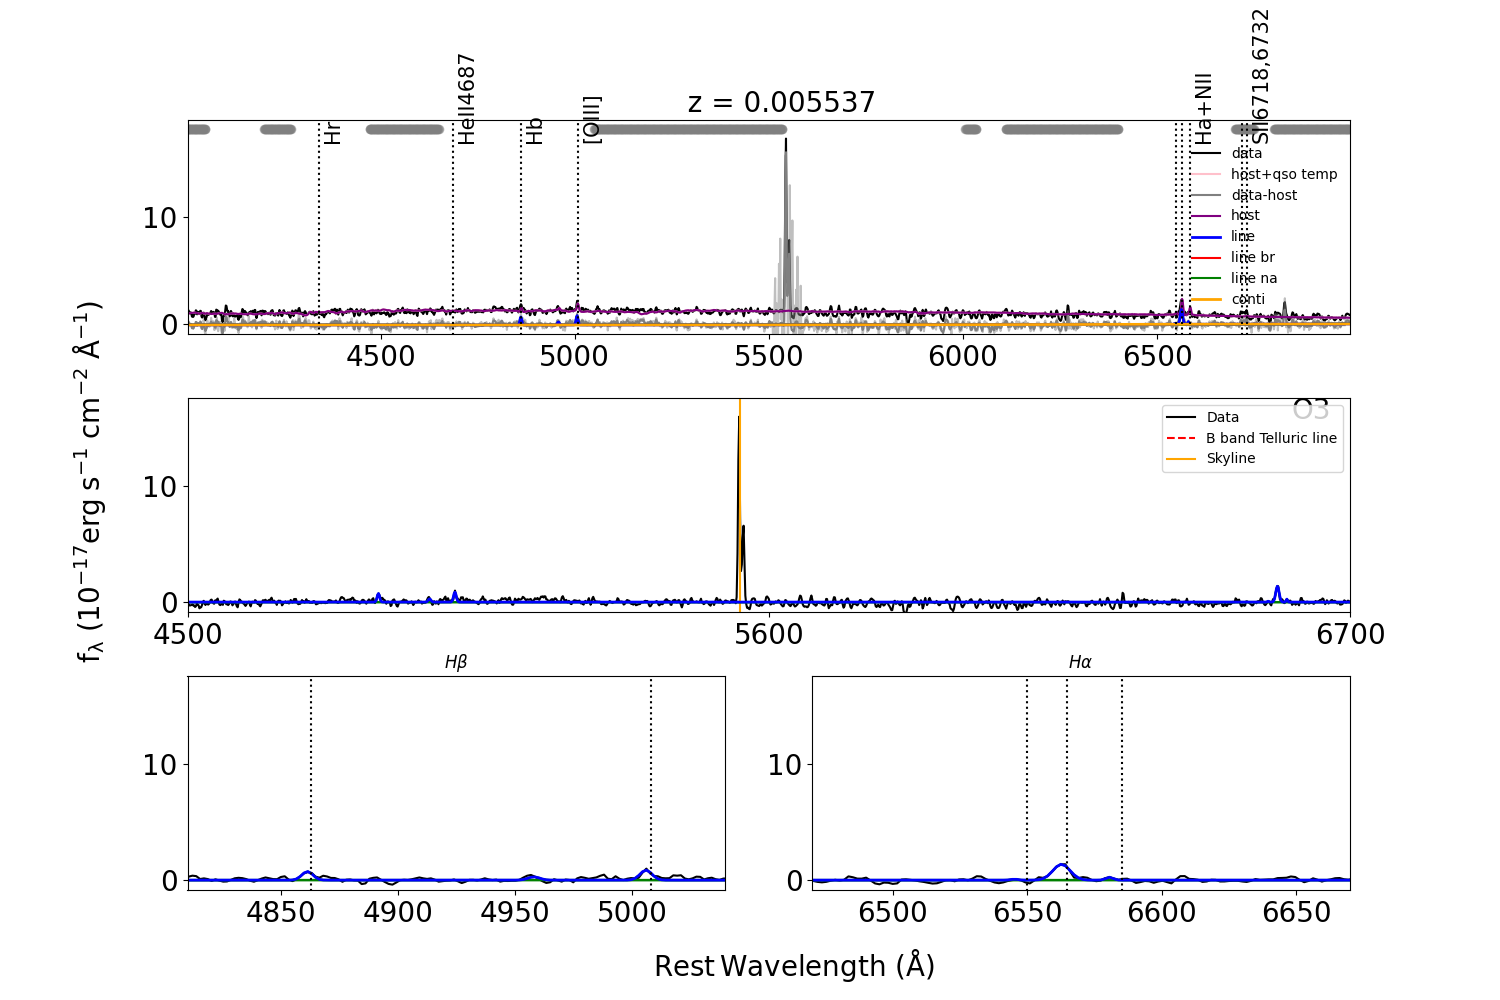 z = 0.005537
Hr
HeII4687
Hb
[OIII]
Ha+NII
SII6718,6732
data
host+qso temp
data-host
host
line
line br
line na
conti
10
0
4500 5000 5500 6000 6500
O3
Data
B band Telluric line
Skyline
10
0
4500 5600 6700
fλ (10⁻¹⁷erg s⁻¹ cm⁻² Å⁻¹)
Hβ
10
0
4850 4900 4950 5000
Hα
10
0
6500 6550 6600 6650
Rest Wavelength (Å)